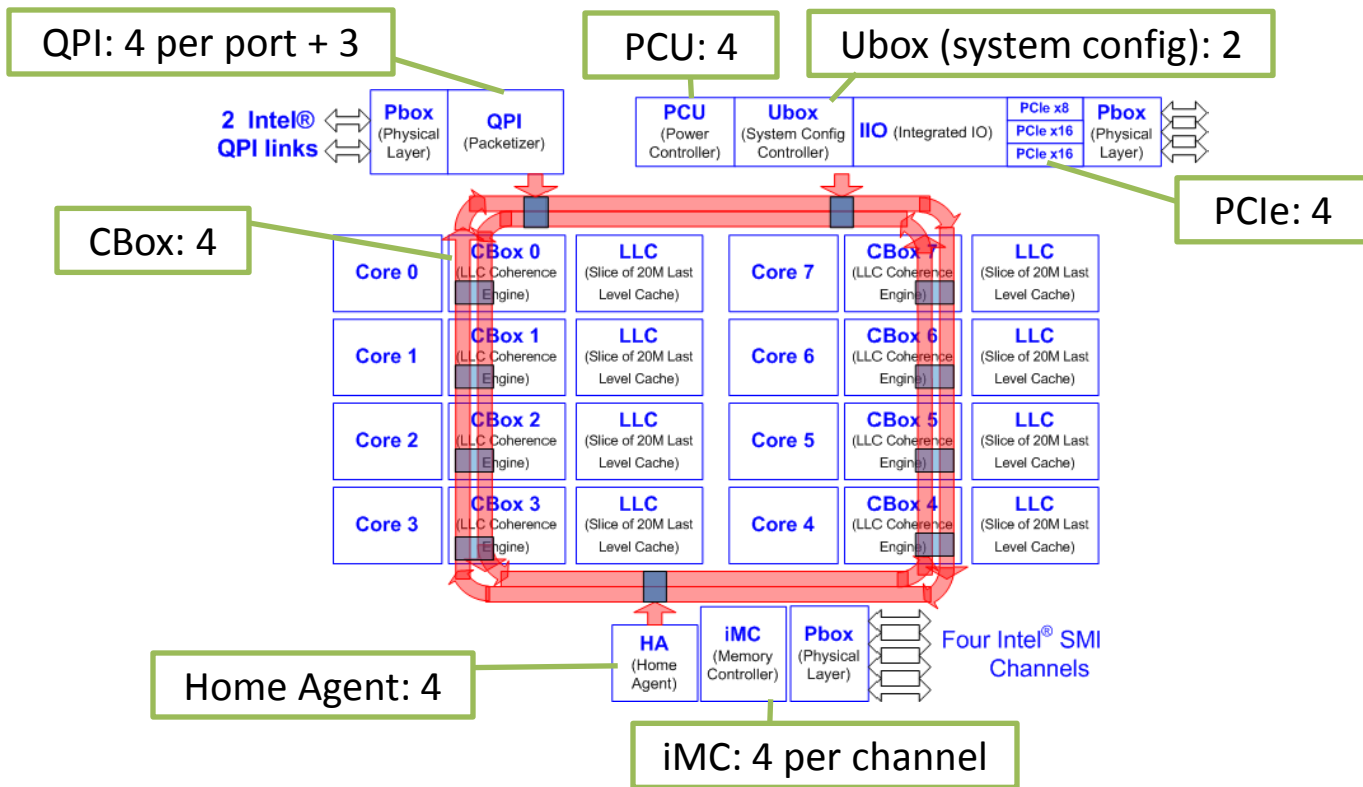 QPI: 4 per port + 3
PCU: 4
Ubox (system config): 2
2 Intel®
QPI links
Pbox
(Physical
Layer)
QPI
(Packetizer)
PCU
(Power
Controller)
Ubox
(System Config
Controller)
IIO (Integrated IO)
PCIe x8
PCIe x16
PCIe x16
Pbox
(Physical
Layer)
PCIe: 4
CBox: 4
Core 0
CBox 0
(LLC Coherence
Engine)
LLC
(Slice of 20M Last
Level Cache)
Core 7
CBox 7
(LLC Coherence
Engine)
LLC
(Slice of 20M Last
Level Cache)
Core 1
CBox 1
(LLC Coherence
Engine)
LLC
(Slice of 20M Last
Level Cache)
Core 6
CBox 6
(LLC Coherence
Engine)
LLC
(Slice of 20M Last
Level Cache)
Core 2
CBox 2
(LLC Coherence
Engine)
LLC
(Slice of 20M Last
Level Cache)
Core 5
CBox 5
(LLC Coherence
Engine)
LLC
(Slice of 20M Last
Level Cache)
Core 3
CBox 3
(LLC Coherence
Engine)
LLC
(Slice of 20M Last
Level Cache)
Core 4
CBox 4
(LLC Coherence
Engine)
LLC
(Slice of 20M Last
Level Cache)
HA
(Home
Agent)
iMC
(Memory
Controller)
Pbox
(Physical
Layer)
Four Intel® SMI
Channels
Home Agent: 4
iMC: 4 per channel